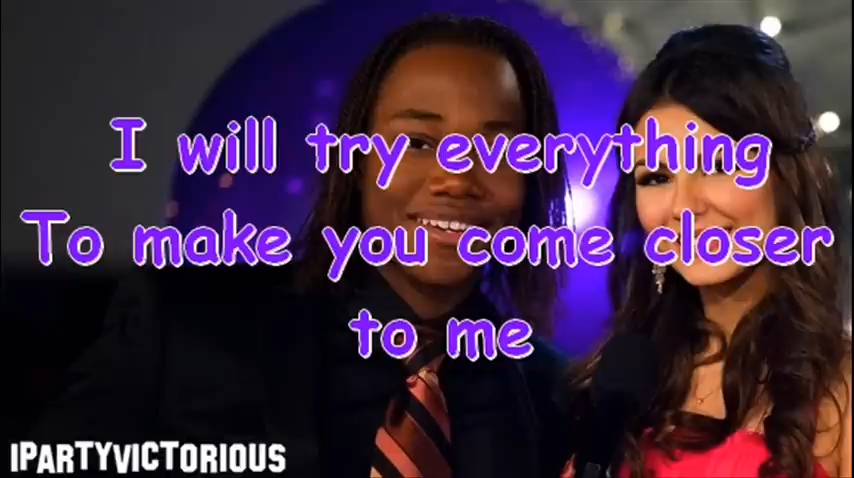 I will try everything
To make you come closer
to me
iPARTYVICTORIOUS